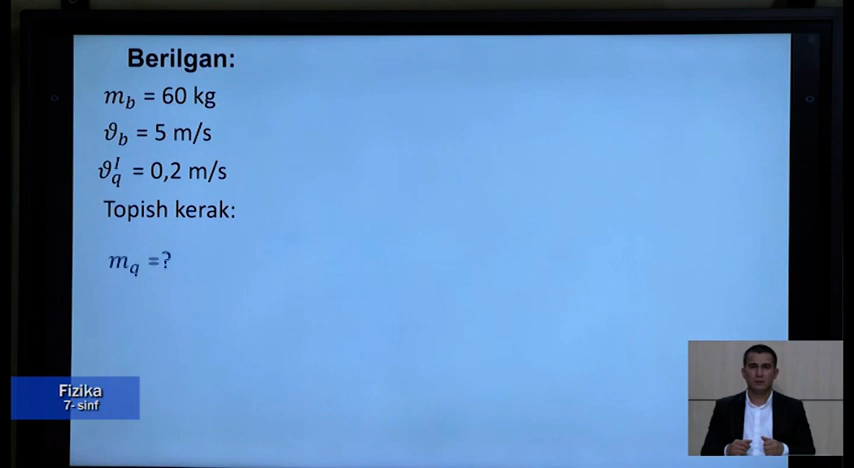 Berilgan:
m_b = 60 kg
ϑ_b = 5 m/s
ϑ_q^I = 0,2 m/s
Topish kerak:
m_q =?
Fizika
7- sinf